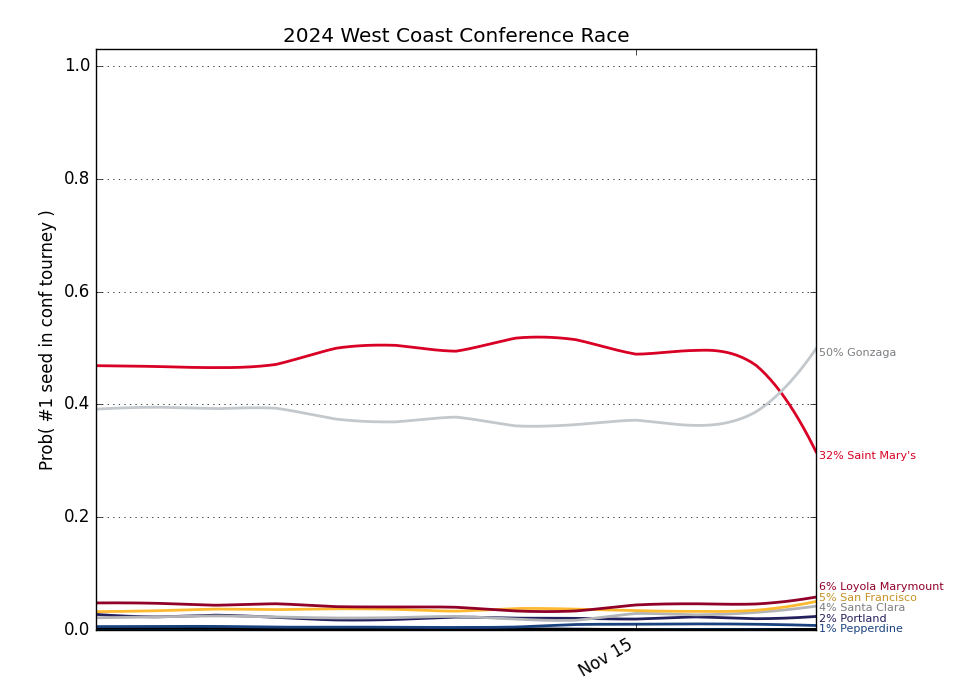 2024 West Coast Conference Race
Prob( #1 seed in conf tourney )
1.0
0.8
0.6
0.4
0.2
0.0
Nov 15
50% Gonzaga
32% Saint Mary's
6% Loyola Marymount
5% San Francisco
4% Santa Clara
2% Portland
1% Pepperdine